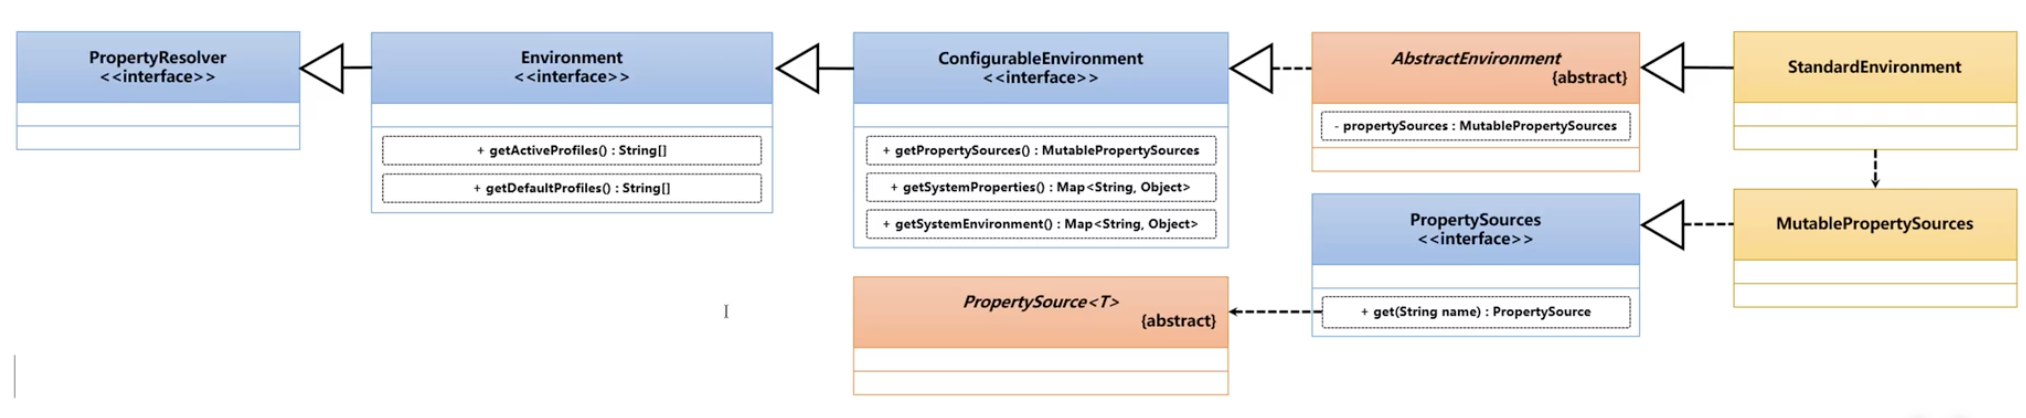 PropertyResolver
<<interface>>
Environment
<<interface>>
+ getActiveProfiles() : String[]
+ getDefaultProfiles() : String[]
ConfigurableEnvironment
<<interface>>
+ getPropertySources() : MutablePropertySources
+ getSystemProperties() : Map<String, Object>
+ getSystemEnvironment() : Map<String, Object>
AbstractEnvironment
{abstract}
- propertySources : MutablePropertySources
StandardEnvironment
PropertySources
<<interface>>
+ get(String name) : PropertySource
MutablePropertySources
PropertySource<T>
{abstract}